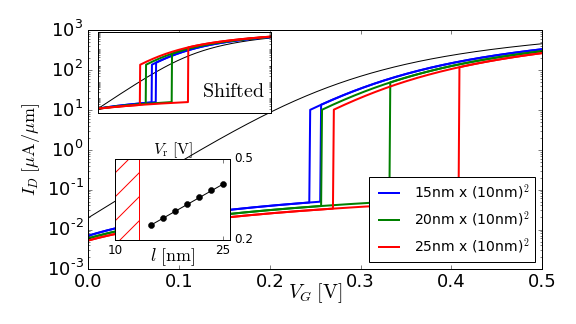 10³
10²
10¹
10⁰
10⁻¹
10⁻²
10⁻³
I_D [μA/μm]
Shifted
V_r [V]
0.5
0.2
10
25
l [nm]
15nm x (10nm)²
20nm x (10nm)²
25nm x (10nm)²
0.0 0.1 0.2 0.3 0.4 0.5
V_G [V]